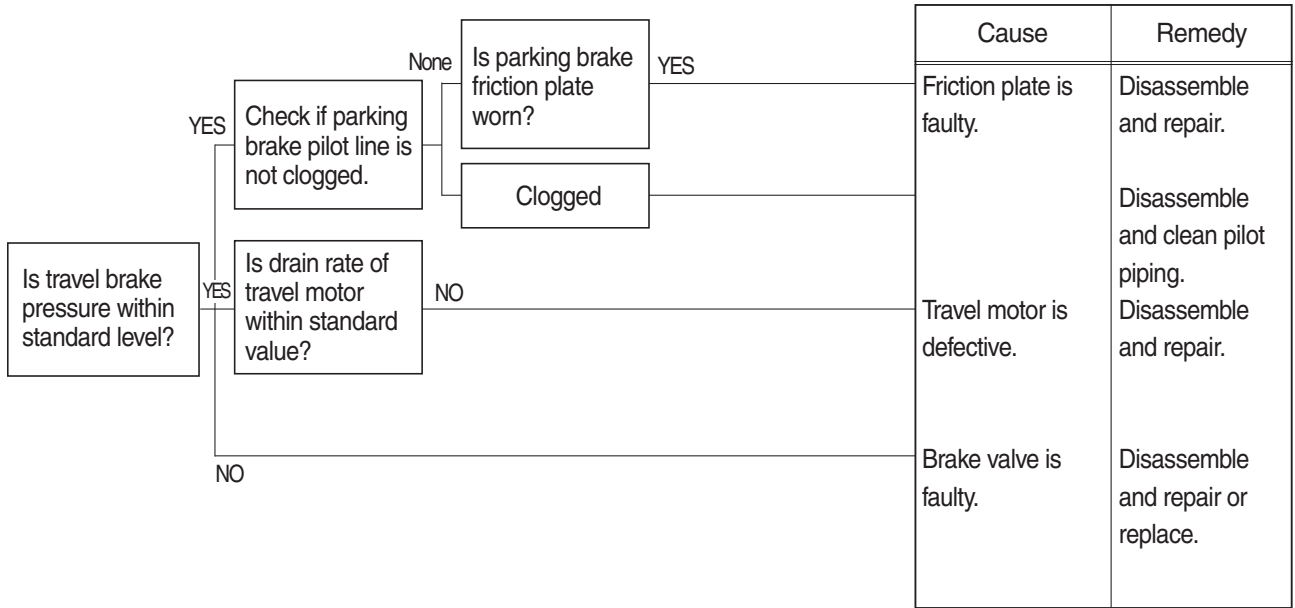 Cause
Remedy
None
Is parking brake
friction plate
worn?
YES
Friction plate is
faulty.
Disassemble
and repair.
YES
Check if parking
brake pilot line is
not clogged.
Clogged
Disassemble
and clean pilot
piping.
Is travel brake
pressure within
standard level?
YES
Is drain rate of
travel motor
within standard
value?
NO
Travel motor is
defective.
Disassemble
and repair.
NO
Brake valve is
faulty.
Disassemble
and repair or
replace.